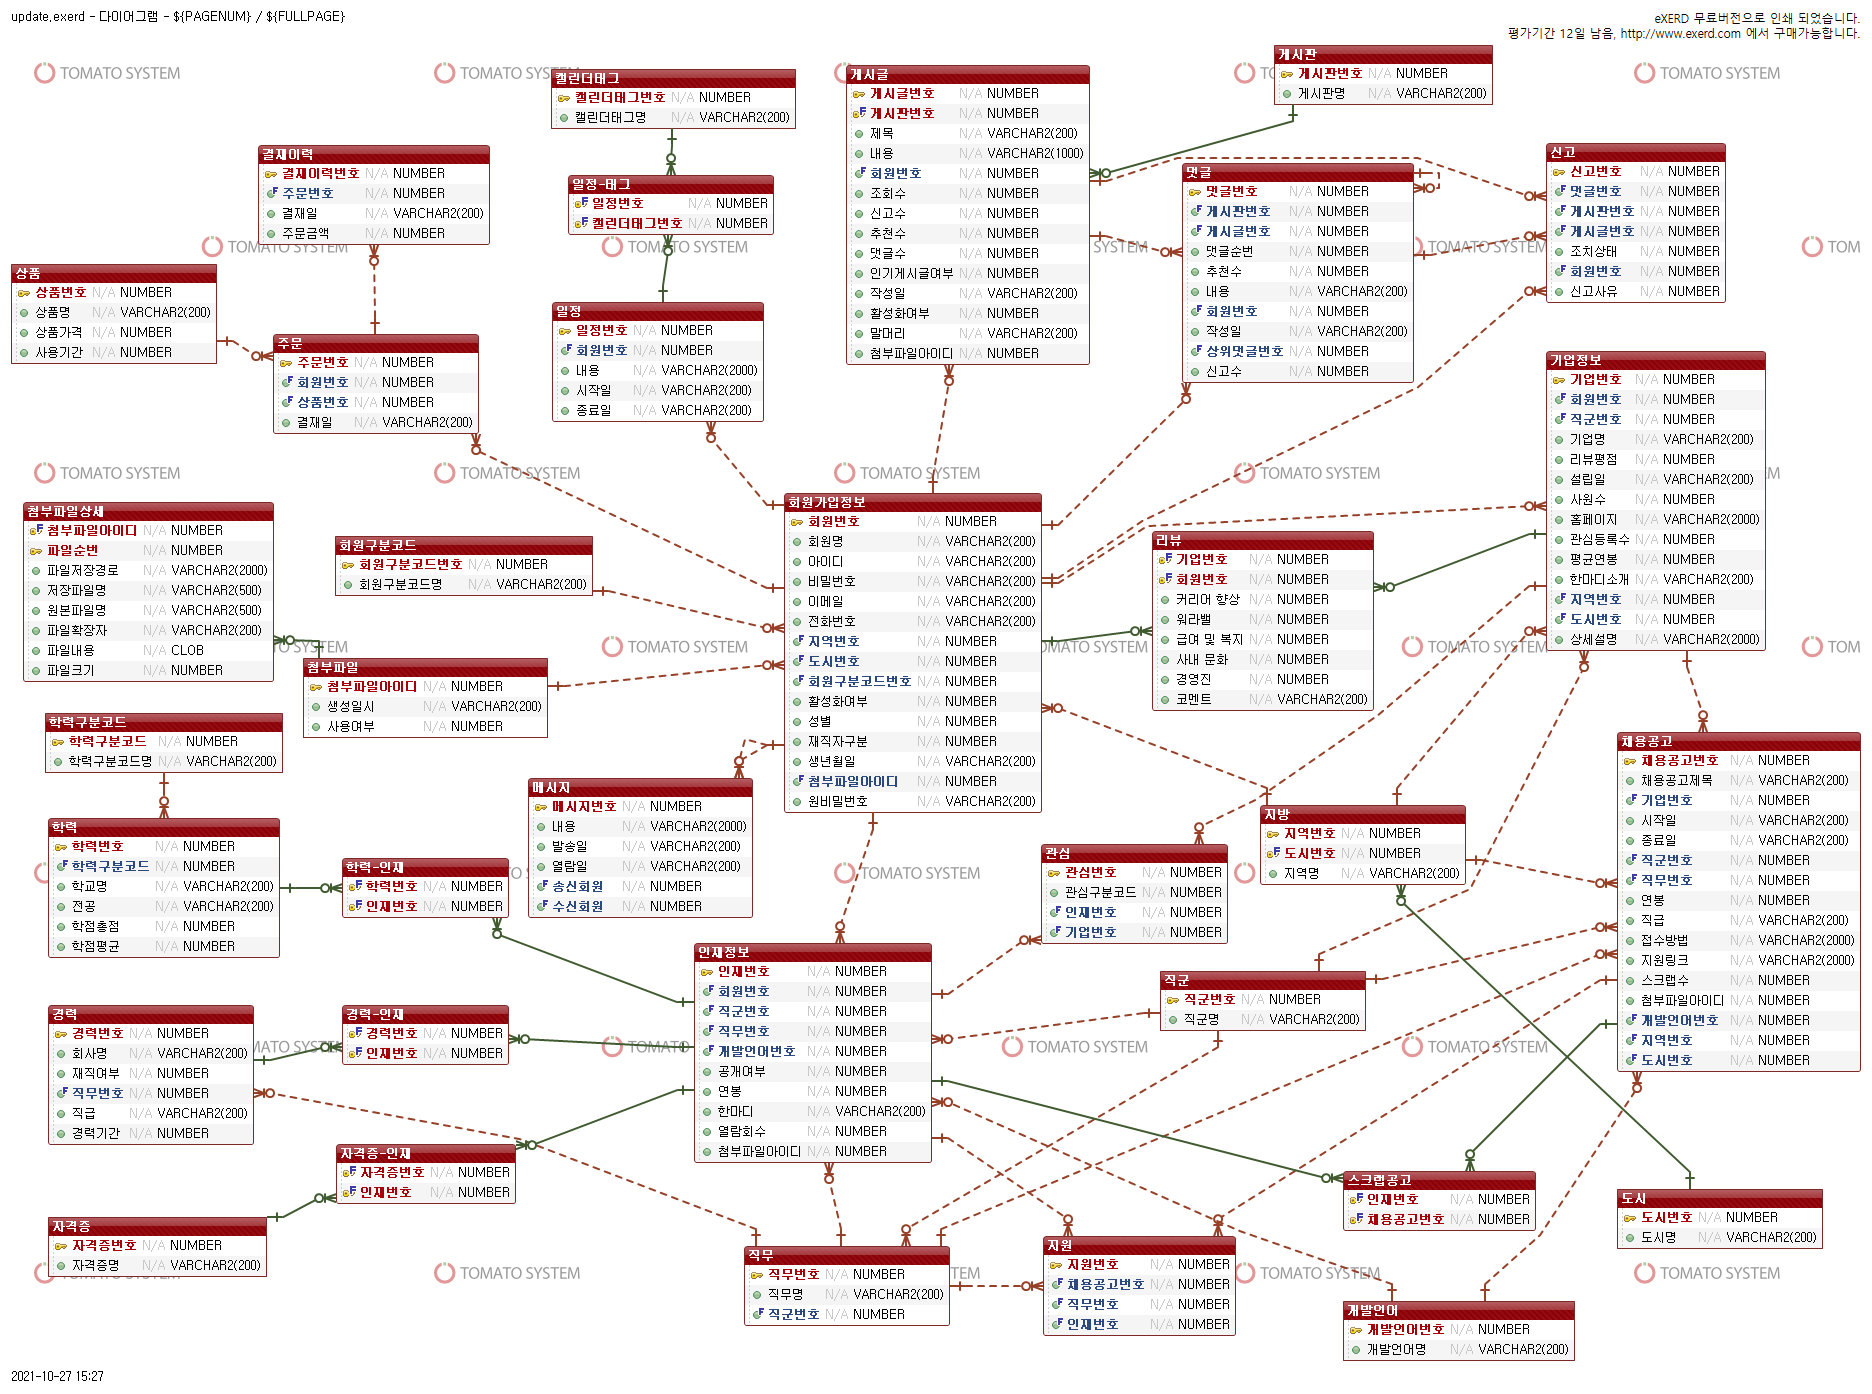 update.exerd - 다이어그램 - ${PAGENUM} / ${FULLPAGE}
eXERD 무료버전으로 인쇄 되었습니다.
평가기간 12일 남음, http://www.exerd.com 에서 구매가능합니다.
TOMATO SYSTEM
캘린더태그
캘린더태그번호 N/A NUMBER
캘린더태그명 N/A VARCHAR2(200)
게시글
게시글번호 N/A NUMBER
게시판번호 N/A NUMBER
제목 N/A VARCHAR2(200)
내용 N/A VARCHAR2(1000)
회원번호 N/A NUMBER
조회수 N/A NUMBER
신고수 N/A NUMBER
추천수 N/A NUMBER
댓글수 N/A NUMBER
인기게시글여부 N/A NUMBER
작성일 N/A VARCHAR2(200)
활성화여부 N/A NUMBER
말머리 N/A VARCHAR2(200)
첨부파일아이디 N/A NUMBER
게시판
게시판번호 N/A NUMBER
게시판명 N/A VARCHAR2(200)
결재이력
결재이력번호 N/A NUMBER
주문번호 N/A NUMBER
결재일 N/A VARCHAR2(200)
주문금액 N/A NUMBER
일정-태그
일정번호 N/A NUMBER
캘린더태그번호 N/A NUMBER
댓글
댓글번호 N/A NUMBER
게시판번호 N/A NUMBER
게시글번호 N/A NUMBER
댓글순번 N/A NUMBER
추천수 N/A NUMBER
내용 N/A VARCHAR2(200)
회원번호 N/A NUMBER
작성일 N/A VARCHAR2(200)
상위댓글번호 N/A NUMBER
신고수 N/A NUMBER
신고
신고번호 N/A NUMBER
댓글번호 N/A NUMBER
게시판번호 N/A NUMBER
게시글번호 N/A NUMBER
조치상태 N/A NUMBER
회원번호 N/A NUMBER
신고사유 N/A NUMBER
상품
상품번호 N/A NUMBER
상품명 N/A VARCHAR2(200)
상품가격 N/A NUMBER
사용기간 N/A NUMBER
주문
주문번호 N/A NUMBER
회원번호 N/A NUMBER
상품번호 N/A NUMBER
결재일 N/A VARCHAR2(200)
일정
일정번호 N/A NUMBER
회원번호 N/A NUMBER
내용 N/A VARCHAR2(2000)
시작일 N/A VARCHAR2(200)
종료일 N/A VARCHAR2(200)
기업정보
기업번호 N/A NUMBER
회원번호 N/A NUMBER
직군번호 N/A NUMBER
기업명 N/A VARCHAR2(200)
리뷰평점 N/A NUMBER
설립일 N/A VARCHAR2(200)
사원수 N/A NUMBER
홈페이지 N/A VARCHAR2(2000)
관심등록수 N/A NUMBER
평균연봉 N/A NUMBER
한마디소개 N/A VARCHAR2(200)
지역번호 N/A NUMBER
도시번호 N/A NUMBER
상세설명 N/A VARCHAR2(2000)
첨부파일상세
첨부파일아이디 N/A NUMBER
파일순번 N/A NUMBER
파일저장경로 N/A VARCHAR2(2000)
저장파일명 N/A VARCHAR2(500)
원본파일명 N/A VARCHAR2(500)
파일확장자 N/A VARCHAR2(200)
파일내용 N/A CLOB
파일크기 N/A NUMBER
회원구분코드
회원구분코드번호 N/A NUMBER
회원구분코드명 N/A VARCHAR2(200)
회원가입정보
회원번호 N/A NUMBER
회원명 N/A VARCHAR2(200)
아이디 N/A VARCHAR2(200)
비밀번호 N/A VARCHAR2(200)
이메일 N/A VARCHAR2(200)
전화번호 N/A VARCHAR2(200)
지역번호 N/A NUMBER
도시번호 N/A NUMBER
회원구분코드번호 N/A NUMBER
활성화여부 N/A NUMBER
성별 N/A NUMBER
재직자구분 N/A NUMBER
생년월일 N/A VARCHAR2(200)
첨부파일아이디 N/A NUMBER
원비밀번호 N/A VARCHAR2(200)
리뷰
기업번호 N/A NUMBER
회원번호 N/A NUMBER
커리어 향상 N/A NUMBER
워라밸 N/A NUMBER
급여 및 복지 N/A NUMBER
사내 문화 N/A NUMBER
경영진 N/A NUMBER
코멘트 N/A VARCHAR2(200)
첨부파일
첨부파일아이디 N/A NUMBER
생성일시 N/A VARCHAR2(200)
사용여부 N/A NUMBER
학력구분코드
학력구분코드 N/A NUMBER
학력구분코드명 N/A VARCHAR2(200)
메시지
메시지번호 N/A NUMBER
내용 N/A VARCHAR2(2000)
발송일 N/A VARCHAR2(200)
열람일 N/A VARCHAR2(200)
송신회원 N/A NUMBER
수신회원 N/A NUMBER
채용공고
채용공고번호 N/A NUMBER
채용공고제목 N/A VARCHAR2(200)
기업번호 N/A NUMBER
시작일 N/A VARCHAR2(200)
종료일 N/A VARCHAR2(200)
직군번호 N/A NUMBER
직무번호 N/A NUMBER
연봉 N/A NUMBER
직급 N/A VARCHAR2(200)
접수방법 N/A VARCHAR2(2000)
지원링크 N/A VARCHAR2(2000)
스크랩수 N/A NUMBER
첨부파일아이디 N/A NUMBER
개발언어번호 N/A NUMBER
지역번호 N/A NUMBER
도시번호 N/A NUMBER
지방
지역번호 N/A NUMBER
도시번호 N/A NUMBER
지역명 N/A VARCHAR2(200)
학력
학력번호 N/A NUMBER
학력구분코드 N/A NUMBER
학교명 N/A VARCHAR2(200)
전공 N/A VARCHAR2(200)
학점총점 N/A NUMBER
학점평균 N/A NUMBER
학력-인재
학력번호 N/A NUMBER
인재번호 N/A NUMBER
관심
관심번호 N/A NUMBER
관심구분코드 N/A NUMBER
인재번호 N/A NUMBER
기업번호 N/A NUMBER
인재정보
인재번호 N/A NUMBER
회원번호 N/A NUMBER
직군번호 N/A NUMBER
직무번호 N/A NUMBER
개발언어번호 N/A NUMBER
공개여부 N/A NUMBER
연봉 N/A NUMBER
한마디 N/A VARCHAR2(200)
열람회수 N/A NUMBER
첨부파일아이디 N/A NUMBER
직군
직군번호 N/A NUMBER
직군명 N/A VARCHAR2(200)
경력
경력번호 N/A NUMBER
회사명 N/A VARCHAR2(200)
재직여부 N/A NUMBER
직무번호 N/A NUMBER
직급 N/A VARCHAR2(200)
경력기간 N/A NUMBER
경력-인재
경력번호 N/A NUMBER
인재번호 N/A NUMBER
자격증-인재
자격증번호 N/A NUMBER
인재번호 N/A NUMBER
스크랩공고
인재번호 N/A NUMBER
채용공고번호 N/A NUMBER
도시
도시번호 N/A NUMBER
도시명 N/A VARCHAR2(200)
자격증
자격증번호 N/A NUMBER
자격증명 N/A VARCHAR2(200)
직무
직무번호 N/A NUMBER
직무명 N/A VARCHAR2(200)
직군번호 N/A NUMBER
지원
지원번호 N/A NUMBER
채용공고번호 N/A NUMBER
직무번호 N/A NUMBER
인재번호 N/A NUMBER
개발언어
개발언어번호 N/A NUMBER
개발언어명 N/A VARCHAR2(200)
2021-10-27 15:27